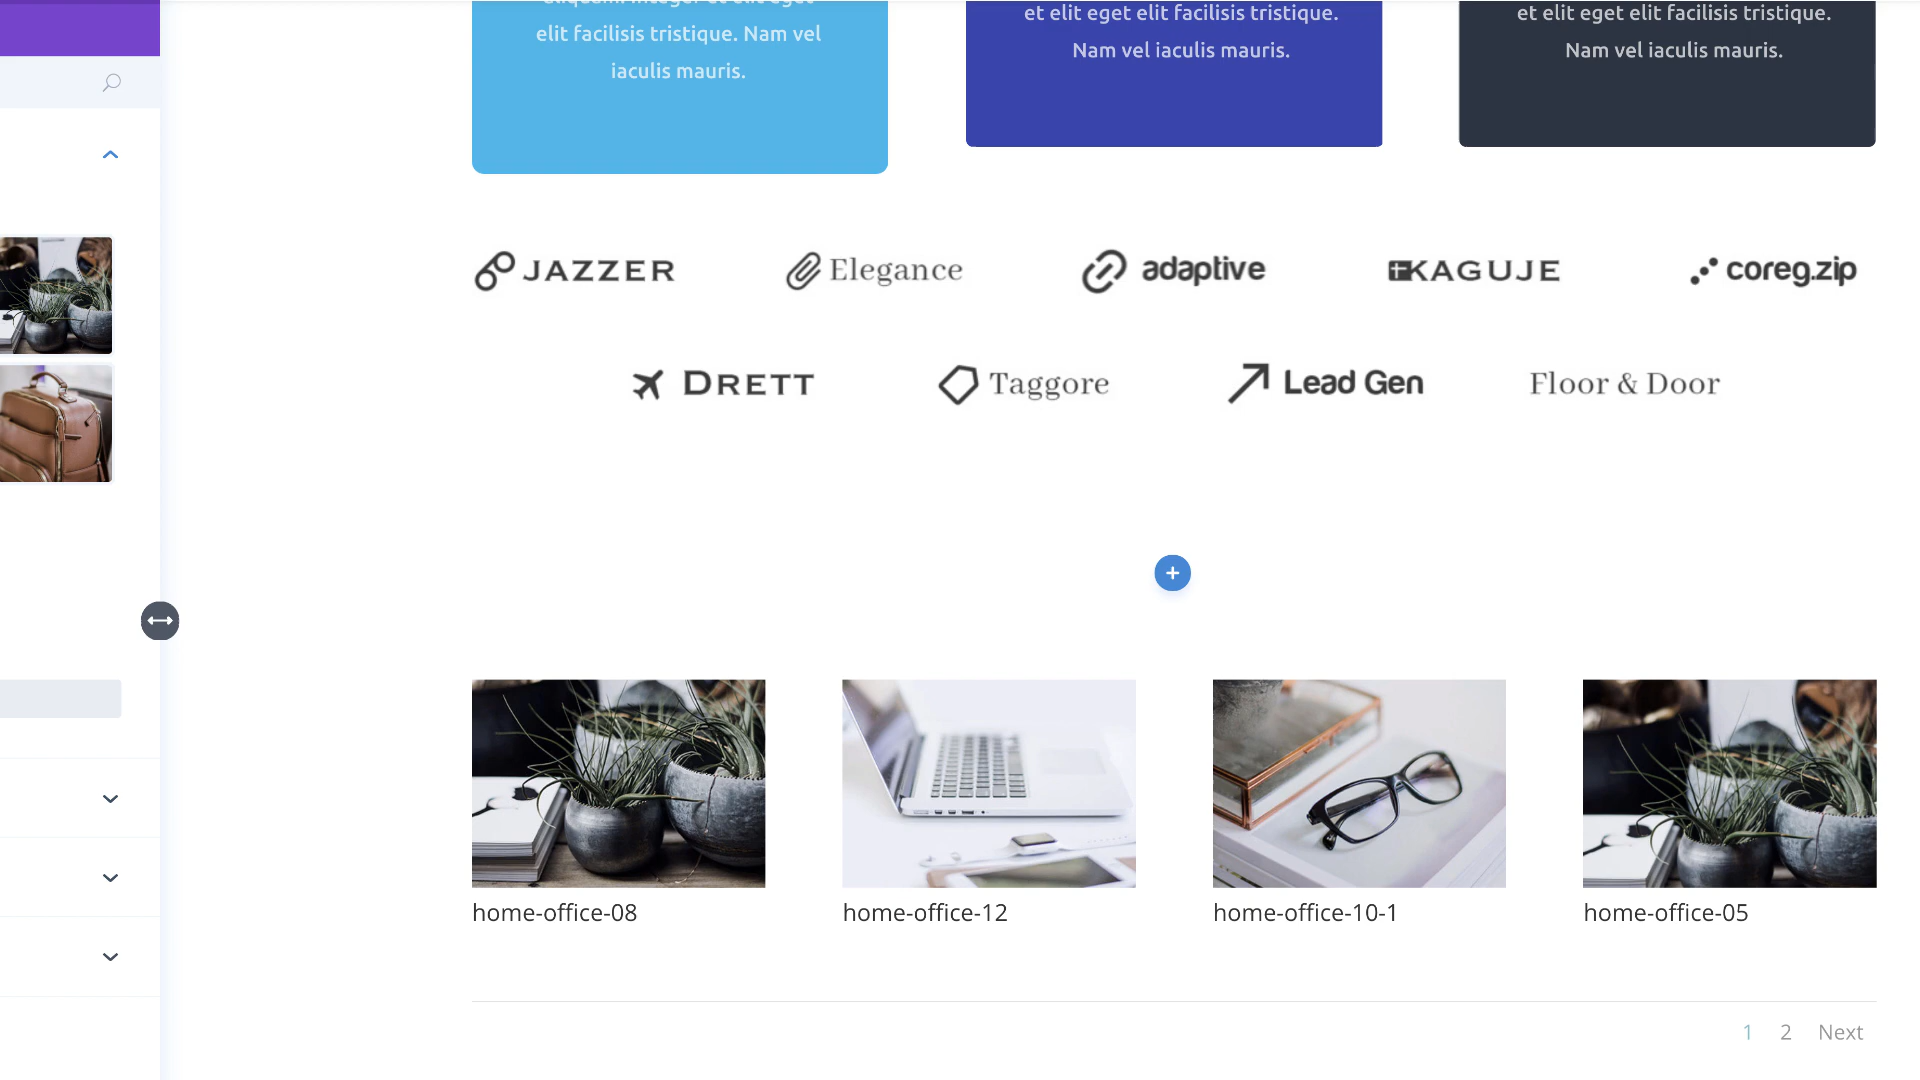 elit facilisis tristique. Nam vel
iaculis mauris.
et elit eget elit facilisis tristique.
Nam vel iaculis mauris.
et elit eget elit facilisis tristique.
Nam vel iaculis mauris.
JAZZER
Elegance
adaptive
KAGUJE
coreg.zip
DRETT
Taggore
Lead Gen
Floor & Door
home-office-08
home-office-12
home-office-10-1
home-office-05
1 2 Next